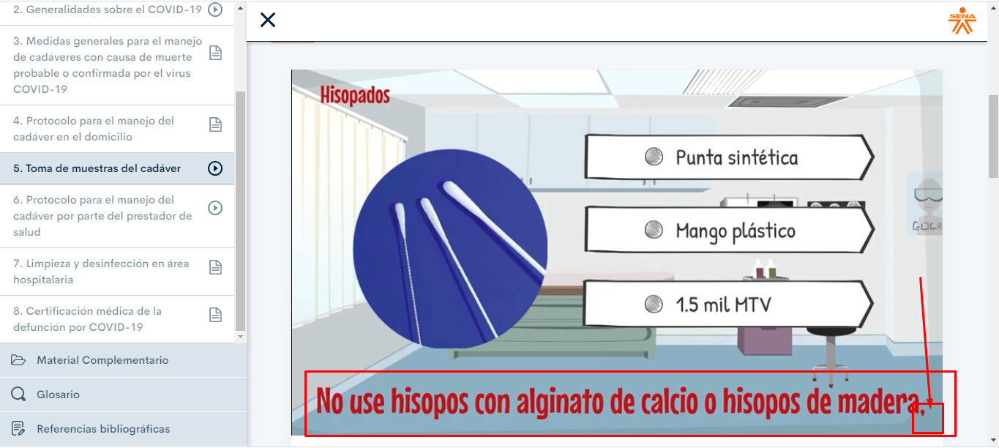 2. Generalidades sobre el COVID-19
3. Medidas generales para el manejo
de cadáveres con causa de muerte
probable o confirmada por el virus
COVID-19
4. Protocolo para el manejo del
cadáver en el domicilio
5. Toma de muestras del cadáver
6. Protocolo para el manejo del
cadáver por parte del prestador de
salud
7. Limpieza y desinfección en área
hospitalaria
8. Certificación médica de la
defunción por COVID-19
Material Complementario
Glosario
Referencias bibliográficas
SENA
Hisopados
Punta sintética
Mango plástico
1.5 mil MTV
No use hisopos con alginato de calcio o hisopos de madera,